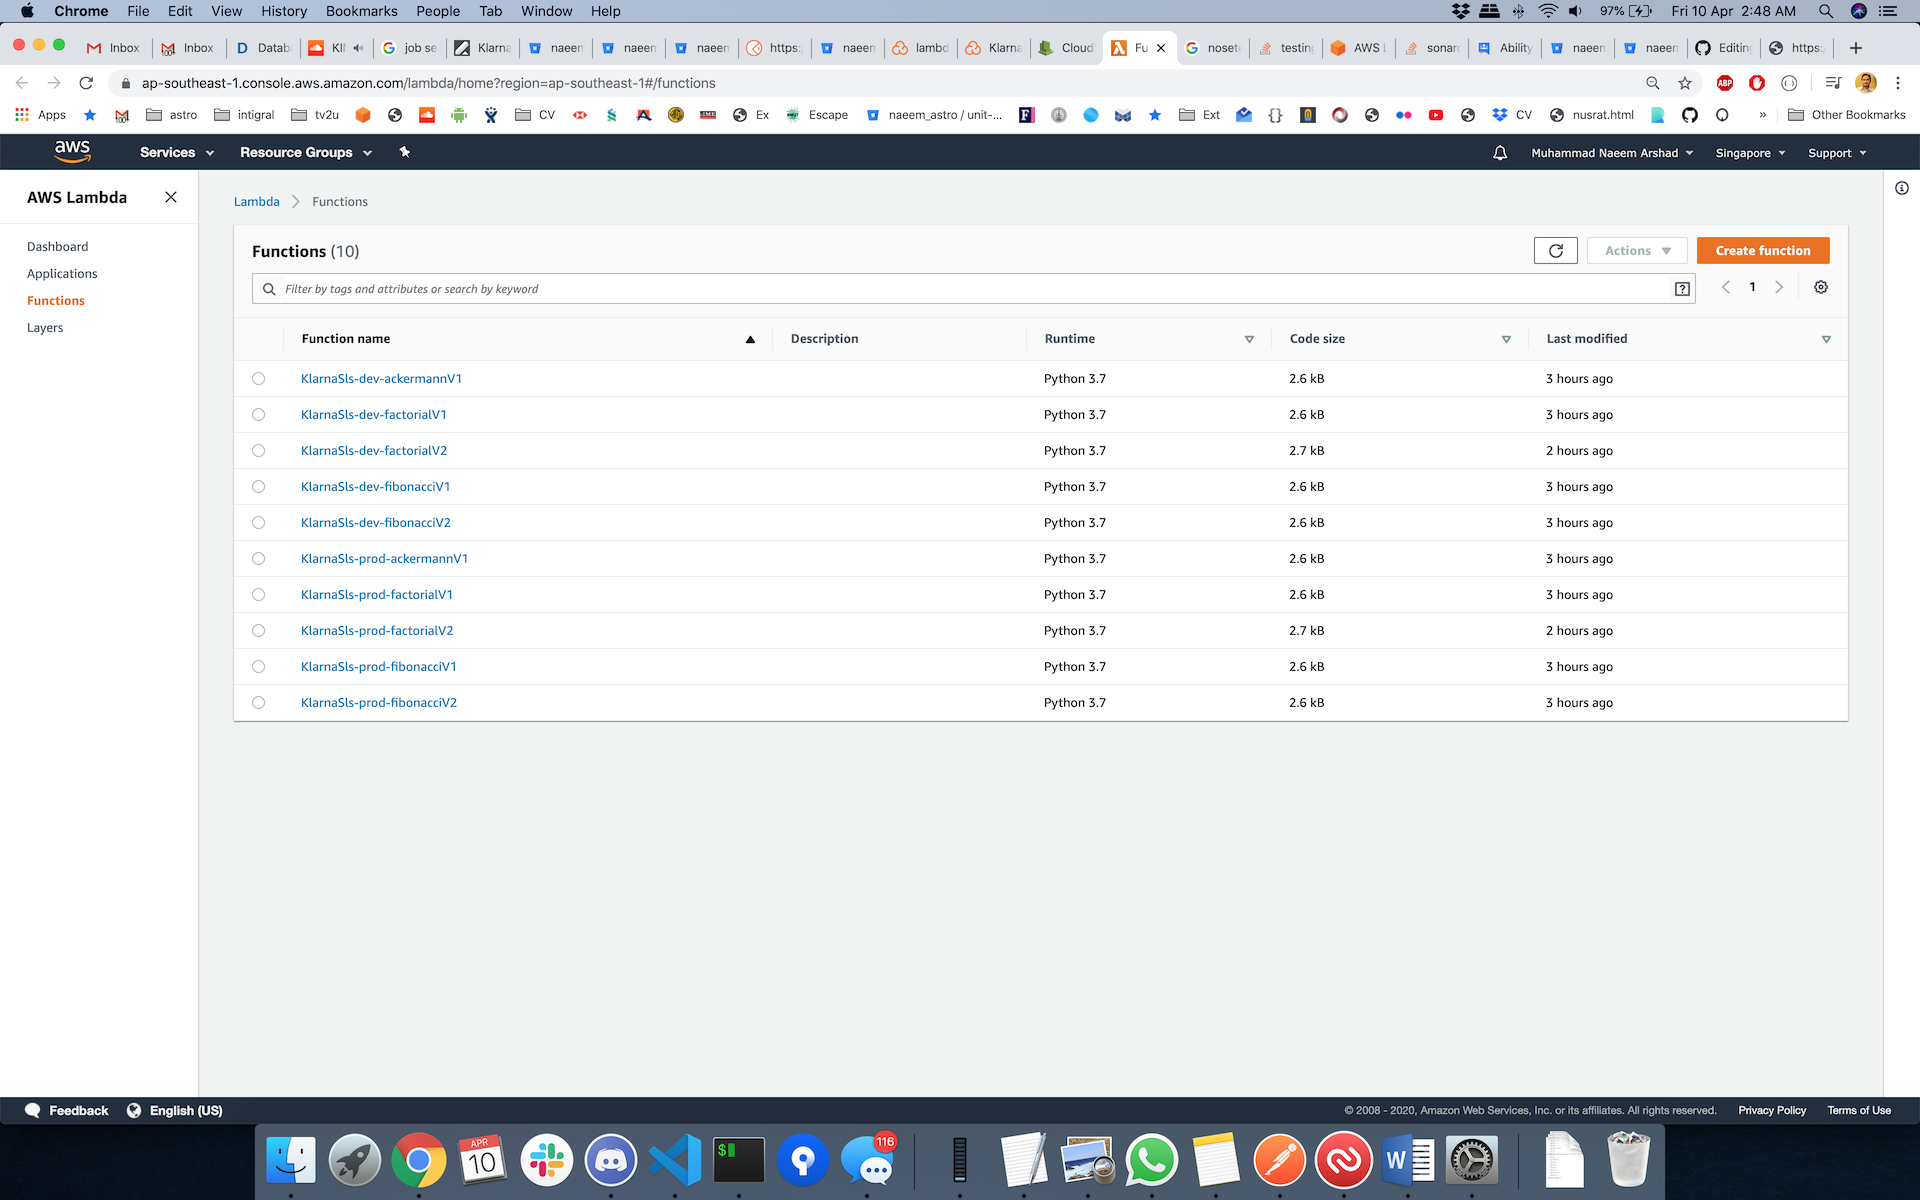 Chrome File Edit View History Bookmarks People Tab Window Help 97% Fri 10 Apr 2:48 AM
Inbox Inbox Datab Klf job se Klarna naeem naeem naeem https: naeem lambd Klarna Cloud Fu noset testing AWS L sonar Ability naeem naeem Editing https:
ap-southeast-1.console.aws.amazon.com/lambda/home?region=ap-southeast-1#/functions ABP
Apps astro intigral tv2u CV Ex Escape naeem_astro / unit-... Ext CV nusrat.html » Other Bookmarks
aws Services Resource Groups Muhammad Naeem Arshad Singapore Support
AWS Lambda
Dashboard
Applications
Functions
Layers
Lambda Functions
Functions (10) Actions Create function
Filter by tags and attributes or search by keyword ? 1
Function name Description Runtime Code size Last modified
KlarnaSls-dev-ackermannV1 Python 3.7 2.6 kB 3 hours ago
KlarnaSls-dev-factorialV1 Python 3.7 2.6 kB 3 hours ago
KlarnaSls-dev-factorialV2 Python 3.7 2.7 kB 2 hours ago
KlarnaSls-dev-fibonacciV1 Python 3.7 2.6 kB 3 hours ago
KlarnaSls-dev-fibonacciV2 Python 3.7 2.6 kB 3 hours ago
KlarnaSls-prod-ackermannV1 Python 3.7 2.6 kB 3 hours ago
KlarnaSls-prod-factorialV1 Python 3.7 2.6 kB 3 hours ago
KlarnaSls-prod-factorialV2 Python 3.7 2.7 kB 2 hours ago
KlarnaSls-prod-fibonacciV1 Python 3.7 2.6 kB 3 hours ago
KlarnaSls-prod-fibonacciV2 Python 3.7 2.6 kB 3 hours ago
Feedback English (US) © 2008 - 2020, Amazon Web Services, Inc. or its affiliates. All rights reserved. Privacy Policy Terms of Use
APR 10 $ 116 W